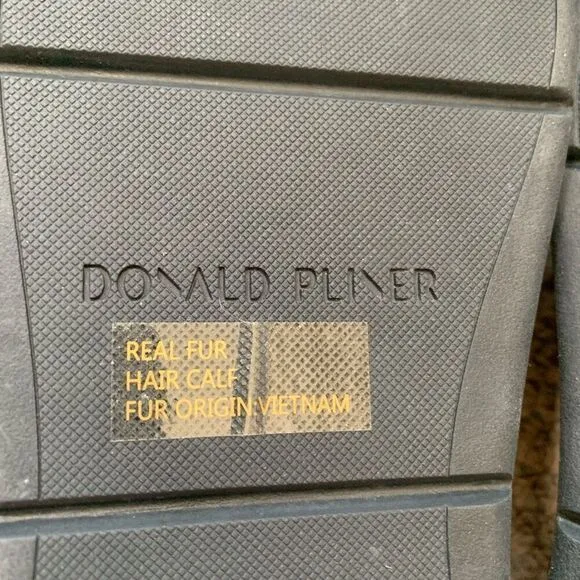 DONALD PLINER
REAL FUR
HAIR CALF
FUR ORIGIN:VIETNAM